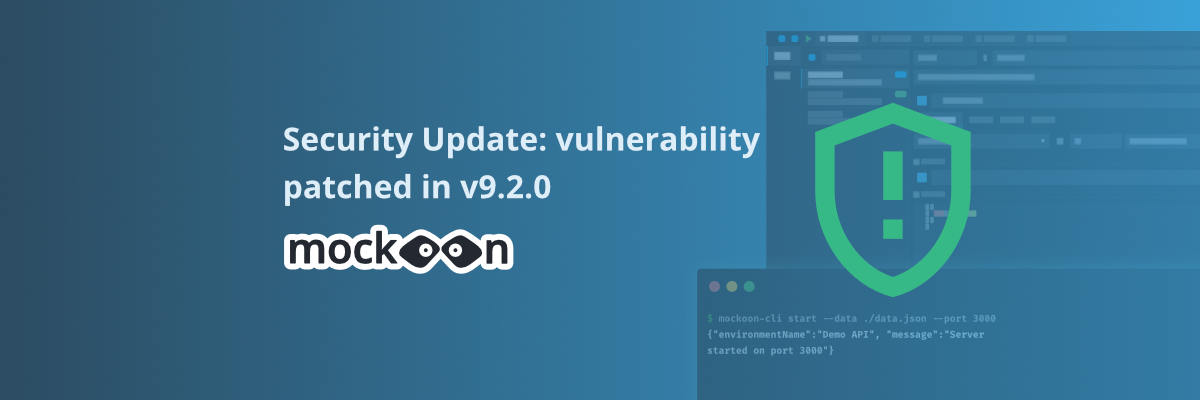 Security Update: vulnerability
patched in v9.2.0
mockoon
$ mockoon-cli start --data ./data.json --port 3000
{"environmentName":"Demo API", "message":"Server
started on port 3000"}